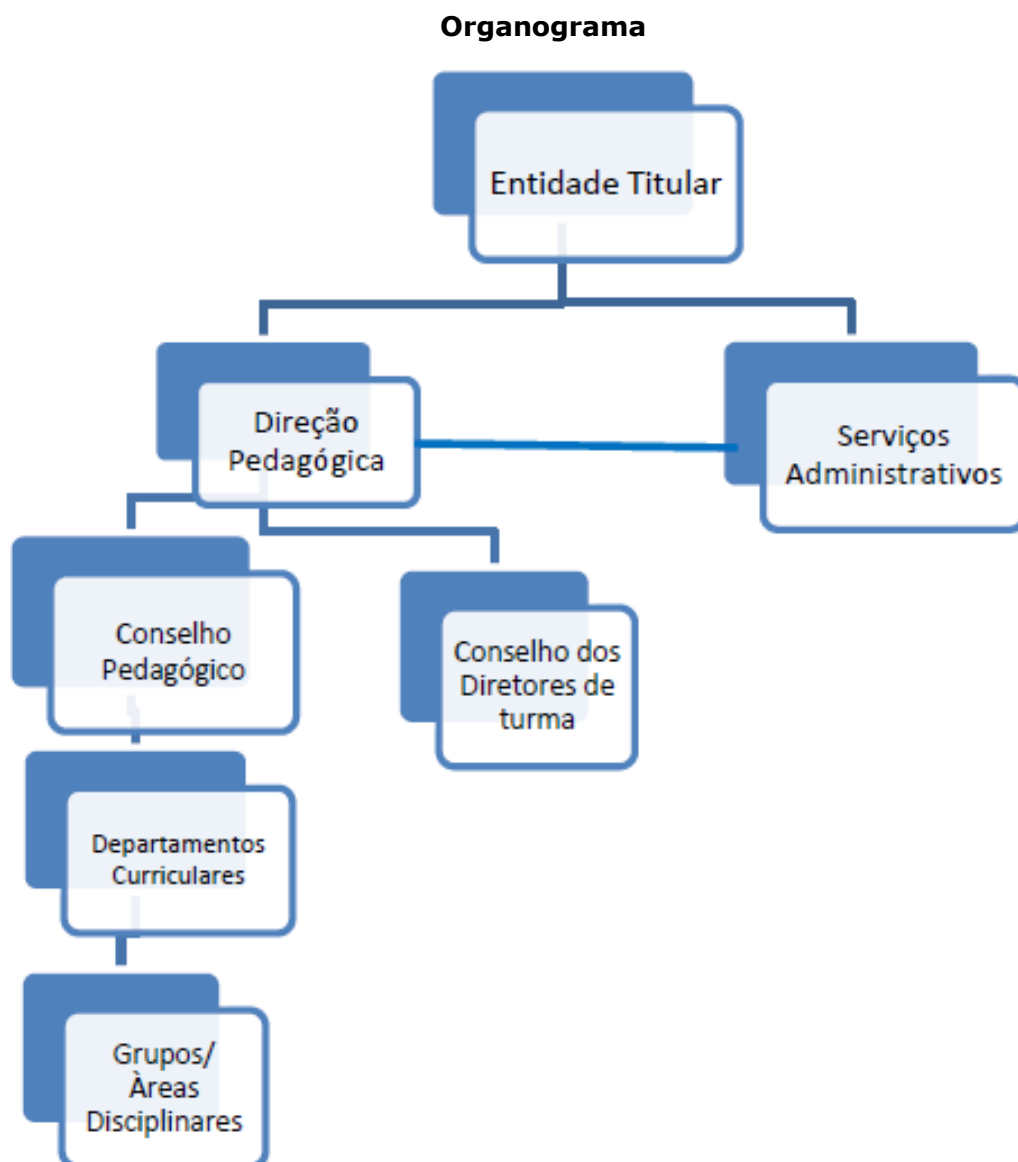 Organograma
Entidade Titular
Direção
Pedagógica
Serviços
Administrativos
Conselho
Pedagógico
Conselho dos
Diretores de
turma
Departamentos
Curriculares
Grupos/
Àreas
Disciplinares